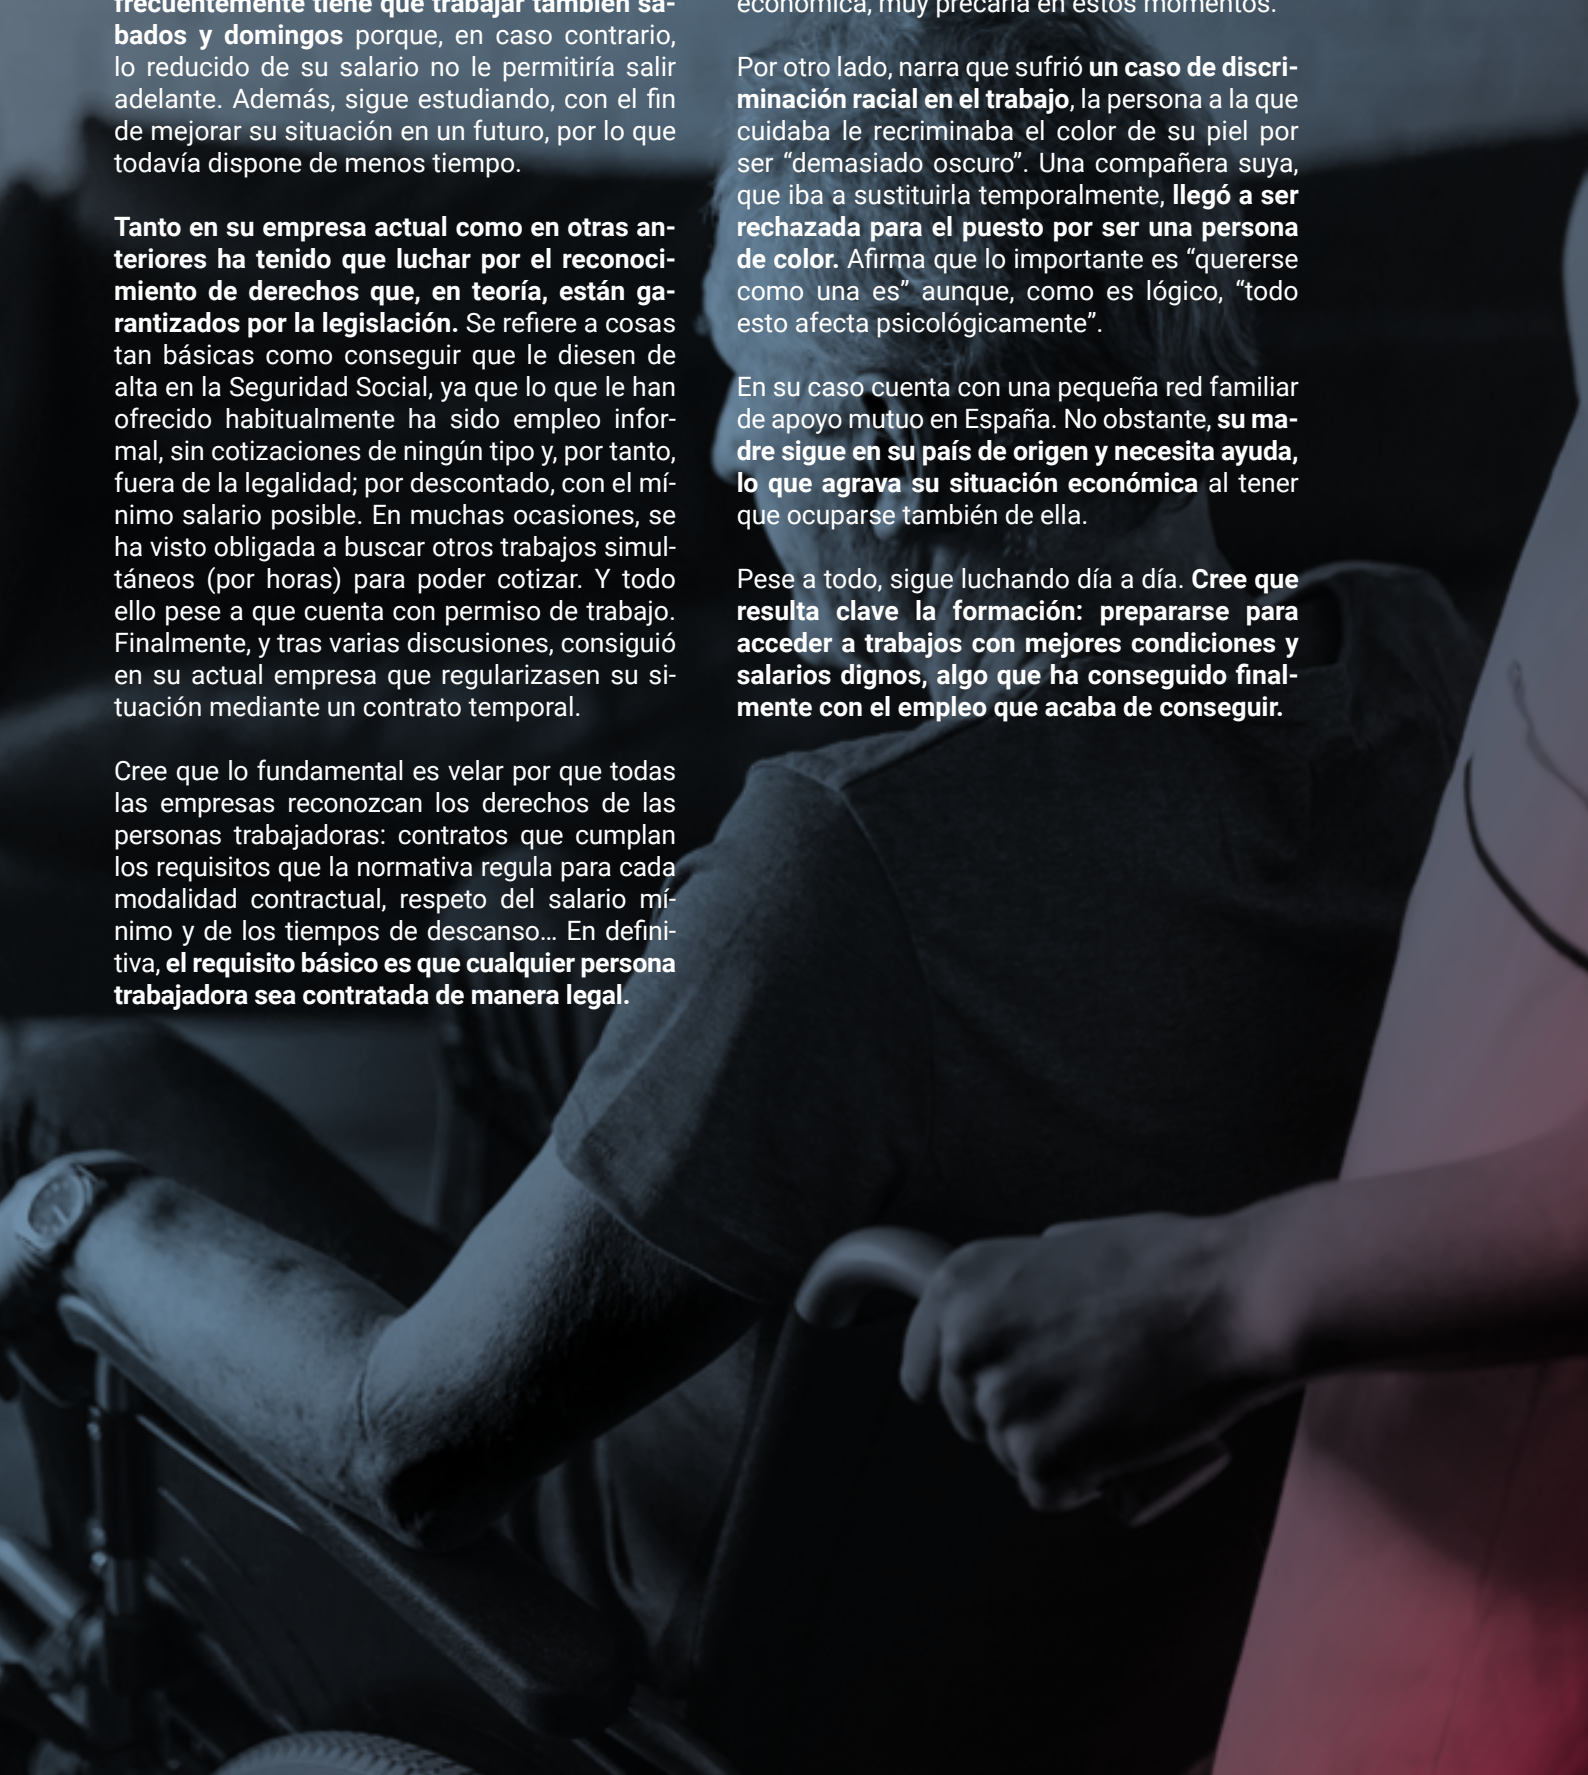 frecuentemente tiene que trabajar también sá-
bados y domingos porque, en caso contrario,
lo reducido de su salario no le permitiría salir
adelante. Además, sigue estudiando, con el fin
de mejorar su situación en un futuro, por lo que
todavía dispone de menos tiempo.
Tanto en su empresa actual como en otras an-
teriores ha tenido que luchar por el reconoci-
miento de derechos que, en teoría, están ga-
rantizados por la legislación. Se refiere a cosas
tan básicas como conseguir que le diesen de
alta en la Seguridad Social, ya que lo que le han
ofrecido habitualmente ha sido empleo infor-
mal, sin cotizaciones de ningún tipo y, por tanto,
fuera de la legalidad; por descontado, con el mí-
nimo salario posible. En muchas ocasiones, se
ha visto obligada a buscar otros trabajos simul-
táneos (por horas) para poder cotizar. Y todo
ello pese a que cuenta con permiso de trabajo.
Finalmente, y tras varias discusiones, consiguió
en su actual empresa que regularizasen su si-
tuación mediante un contrato temporal.
Cree que lo fundamental es velar por que todas
las empresas reconozcan los derechos de las
personas trabajadoras: contratos que cumplan
los requisitos que la normativa regula para cada
modalidad contractual, respeto del salario mí-
nimo y de los tiempos de descanso… En defini-
tiva, el requisito básico es que cualquier persona
trabajadora sea contratada de manera legal.
económica, muy precaria en estos momentos.
Por otro lado, narra que sufrió un caso de discri-
minación racial en el trabajo, la persona a la que
cuidaba le recriminaba el color de su piel por
ser “demasiado oscuro”. Una compañera suya,
que iba a sustituirla temporalmente, llegó a ser
rechazada para el puesto por ser una persona
de color. Afirma que lo importante es “quererse
como una es” aunque, como es lógico, “todo
esto afecta psicológicamente”.
En su caso cuenta con una pequeña red familiar
de apoyo mutuo en España. No obstante, su ma-
dre sigue en su país de origen y necesita ayuda,
lo que agrava su situación económica al tener
que ocuparse también de ella.
Pese a todo, sigue luchando día a día. Cree que
resulta clave la formación: prepararse para
acceder a trabajos con mejores condiciones y
salarios dignos, algo que ha conseguido final-
mente con el empleo que acaba de conseguir.